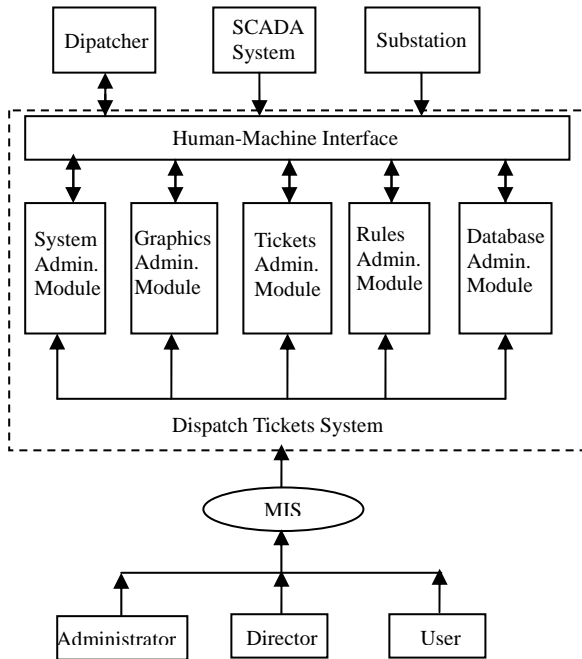 Dipatcher
SCADA
System
Substation
Human-Machine Interface
System
Admin.
Module
Graphics
Admin.
Module
Tickets
Admin.
Module
Rules
Admin.
Module
Database
Admin.
Module
Dispatch Tickets System
MIS
Administrator
Director
User